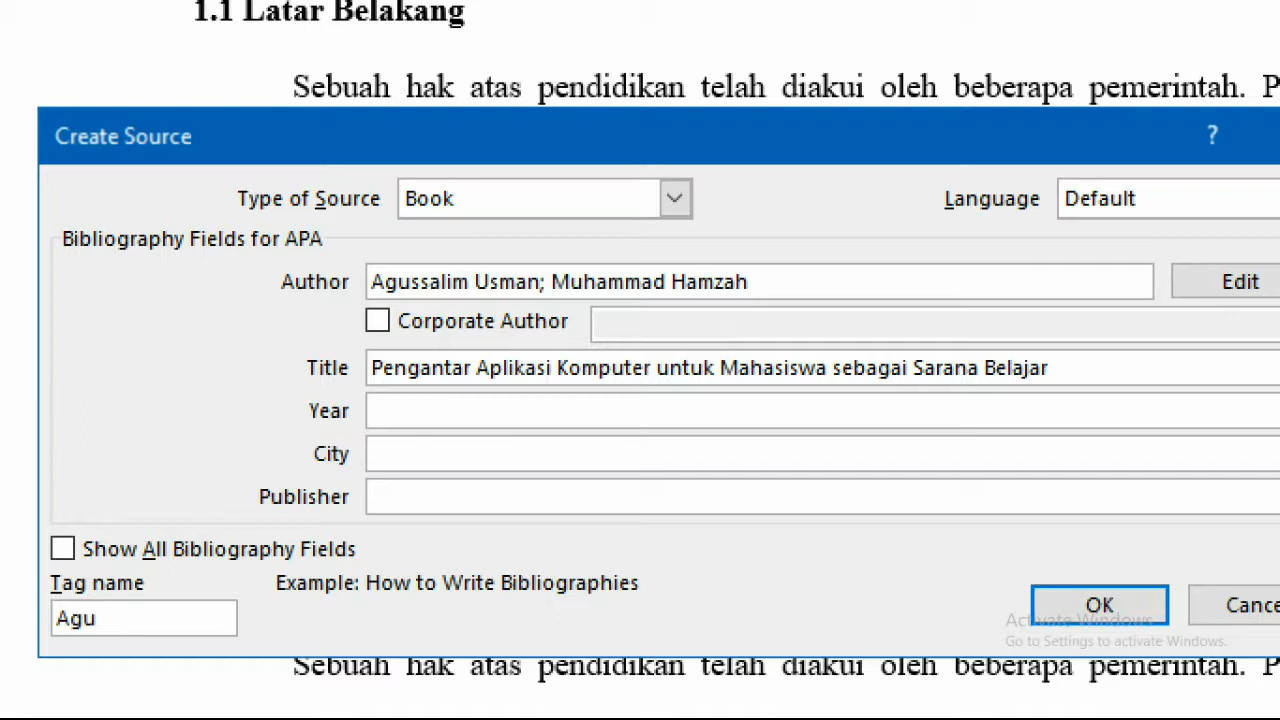 1.1 Latar Belakang
Sebuah hak atas pendidikan telah diakui oleh beberapa pemerintah. P
Create Source ?
Type of Source Book Language Default
Bibliography Fields for APA
Author Agussalim Usman; Muhammad Hamzah Edit
Corporate Author
Title Pengantar Aplikasi Komputer untuk Mahasiswa sebagai Sarana Belajar
Year
City
Publisher
Show All Bibliography Fields
Tag name Example: How to Write Bibliographies
Agu OK Cance
Activate Windows
Go to Settings to activate Windows.
Sebuah hak atas pendidikan telah diakui oleh beberapa pemerintah. P